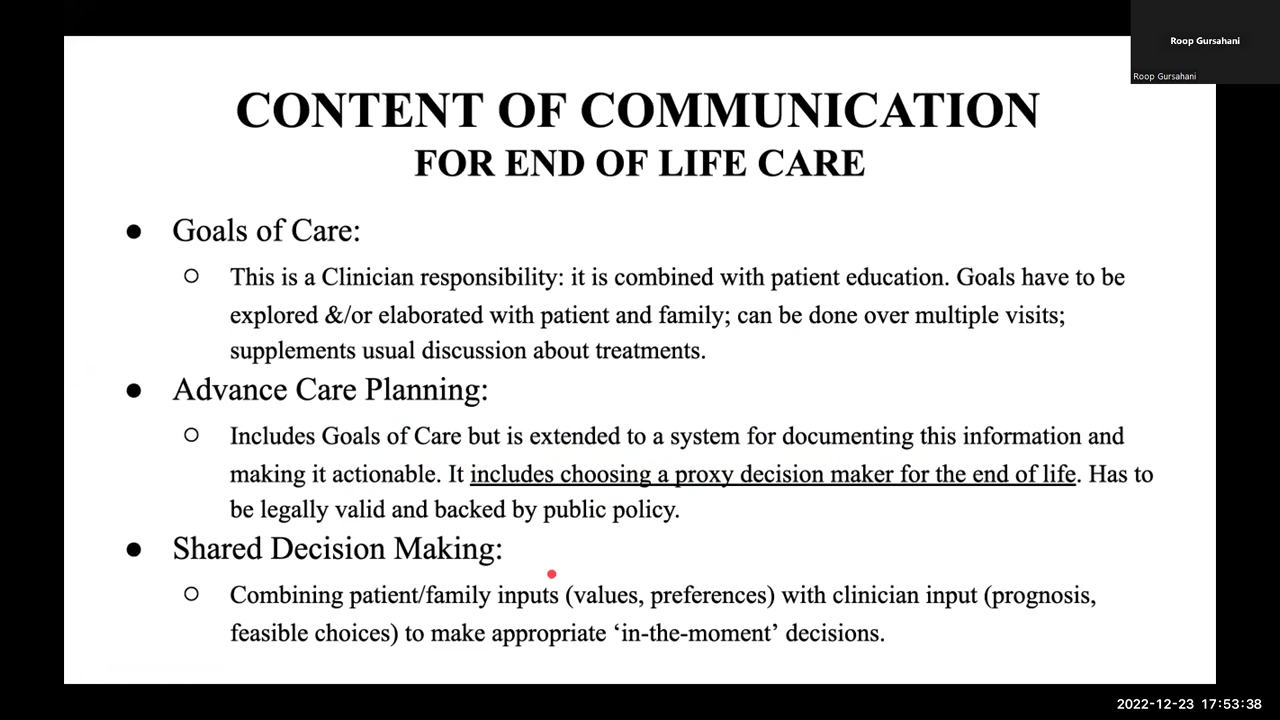 Roop Gursahani
Roop Gursahani
CONTENT OF COMMUNICATION
FOR END OF LIFE CARE
● Goals of Care:
○ This is a Clinician responsibility: it is combined with patient education. Goals have to be
explored &/or elaborated with patient and family; can be done over multiple visits;
supplements usual discussion about treatments.
● Advance Care Planning:
○ Includes Goals of Care but is extended to a system for documenting this information and
making it actionable. It includes choosing a proxy decision maker for the end of life. Has to
be legally valid and backed by public policy.
● Shared Decision Making:
○ Combining patient/family inputs (values, preferences) with clinician input (prognosis,
feasible choices) to make appropriate ‘in-the-moment’ decisions.
2022-12-23 17:53:38